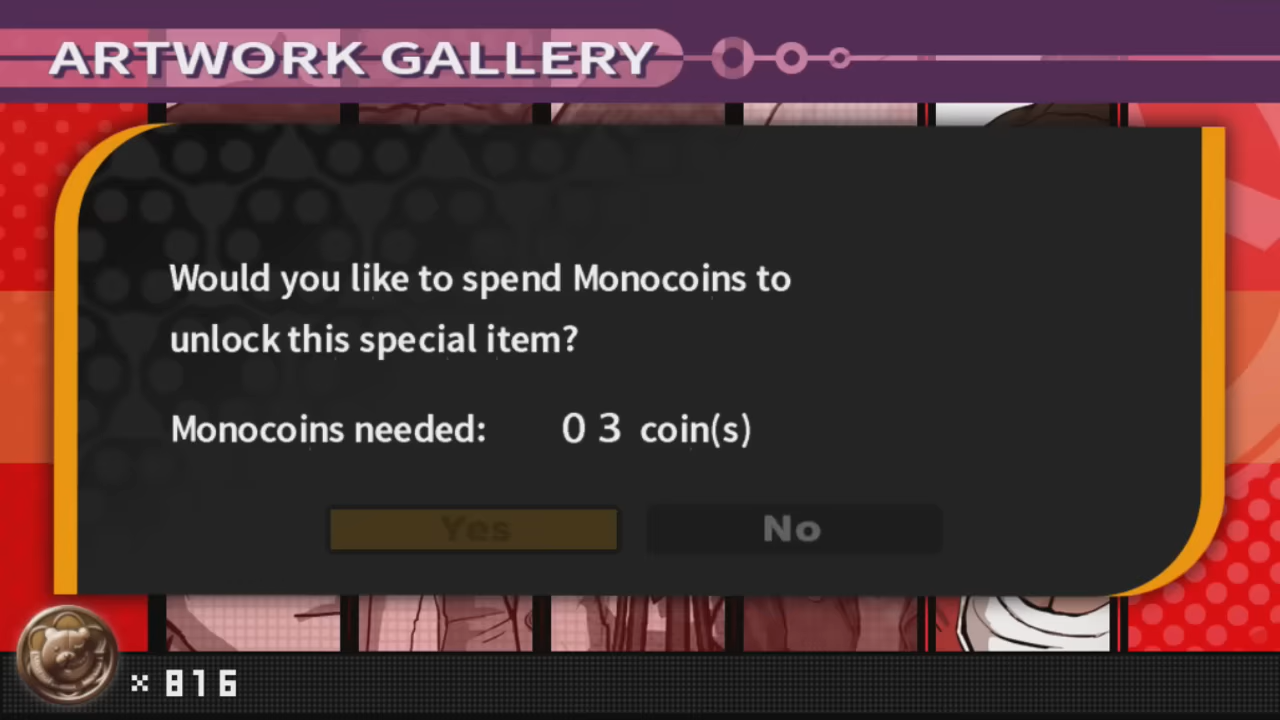 ARTWORK GALLERY
Would you like to spend Monocoins to
unlock this special item?
Monocoins needed: 03 coin(s)
Yes No
×816